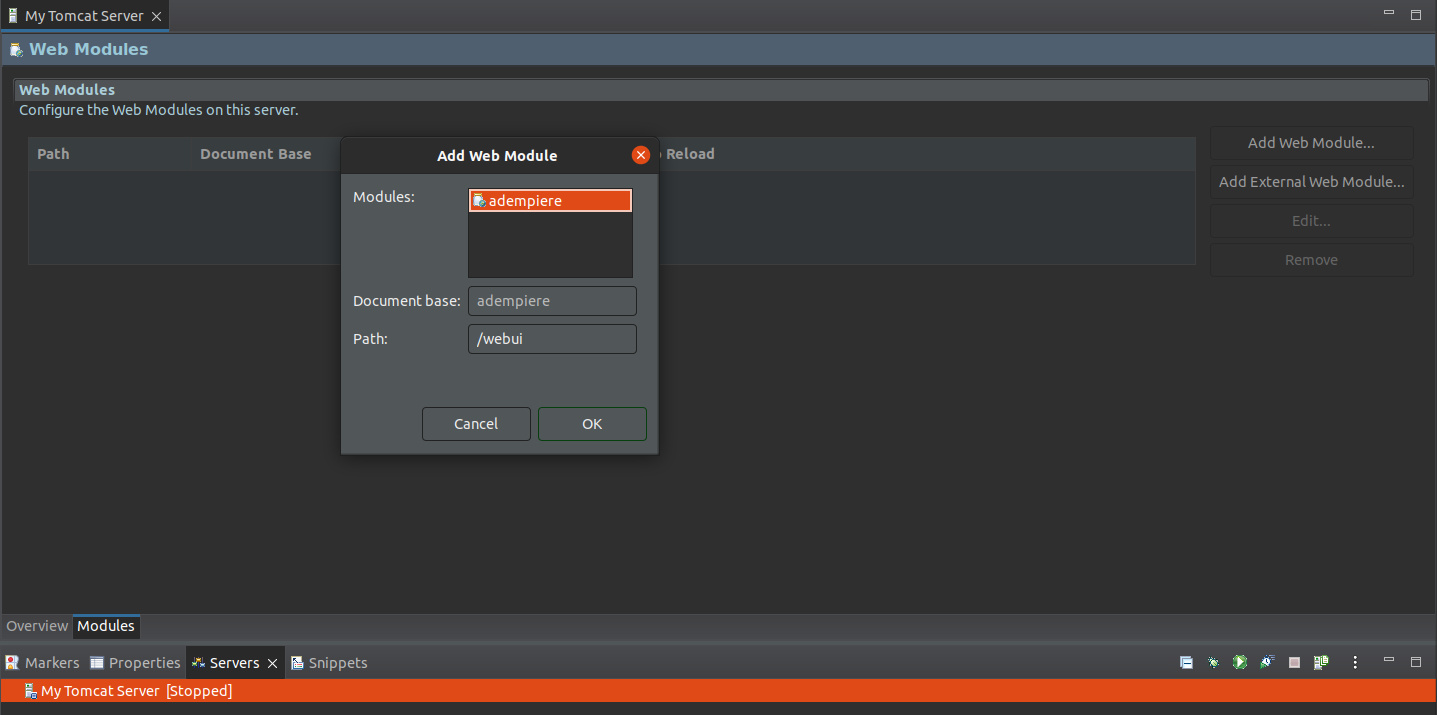 My Tomcat Server
Web Modules
Web Modules
Configure the Web Modules on this server.
Path Document Base Reload
Add Web Module...
Add External Web Module...
Edit...
Remove
Add Web Module
Modules:
adempiere
Document base: adempiere
Path: /webui
Cancel OK
Overview Modules
Markers Properties Servers Snippets
My Tomcat Server [Stopped]